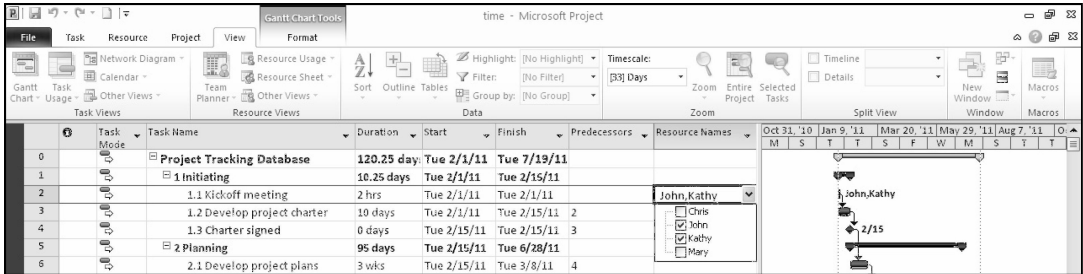 Gantt Chart Tools
time - Microsoft Project
File Task Resource Project View Format
Gantt Chart
Task Usage
Network Diagram
Calendar
Other Views
Task Views
Team Planner
Resource Usage
Resource Sheet
Other Views
Resource Views
Sort
Outline
Tables
Highlight: [No Highlight]
Filter: [No Filter]
Group by: [No Group]
Data
Timescale:
[33] Days
Zoom
Entire Project
Selected Tasks
Zoom
Timeline
Details
Split View
New Window
Window
Macros
Macros
Task Mode Task Name Duration Start Finish Predecessors Resource Names
Oct 31, '10 Jan 9, '11 Mar 20, '11 May 29, '11 Aug 7, '11
M S T T S F W M S T T
0 Project Tracking Database 120.25 day Tue 2/1/11 Tue 7/19/11
1 1 Initiating 10.25 days Tue 2/1/11 Tue 2/15/11
2 1.1 Kickoff meeting 2 hrs Tue 2/1/11 Tue 2/1/11 John,Kathy John,Kathy
3 1.2 Develop project charter 10 days Tue 2/1/11 Tue 2/15/11 2 Chris
John
4 1.3 Charter signed 0 days Tue 2/15/11 Tue 2/15/11 3 2/15
Kathy
5 2 Planning 95 days Tue 2/15/11 Tue 6/28/11 Mary
6 2.1 Develop project plans 3 wks Tue 2/15/11 Tue 3/8/11 4